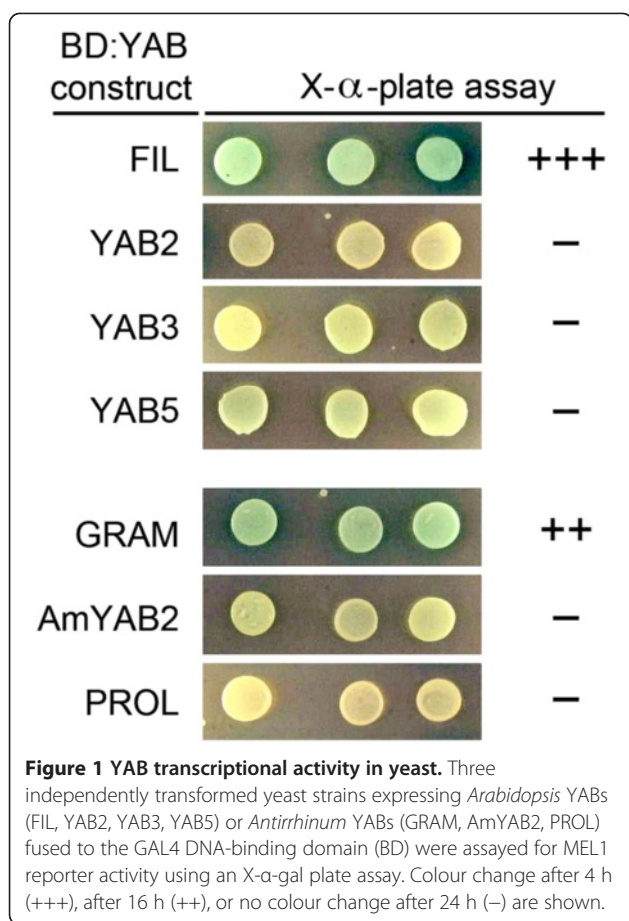 BD:YAB
construct
X-α-plate assay
FIL
+++
YAB2
−
YAB3
−
YAB5
−
GRAM
++
AmYAB2
−
PROL
−
Figure 1 YAB transcriptional activity in yeast. Three
independently transformed yeast strains expressing Arabidopsis YABs
(FIL, YAB2, YAB3, YAB5) or Antirrhinum YABs (GRAM, AmYAB2, PROL)
fused to the GAL4 DNA-binding domain (BD) were assayed for MEL1
reporter activity using an X-α-gal plate assay. Colour change after 4 h
(+++), after 16 h (++), or no colour change after 24 h (−) are shown.